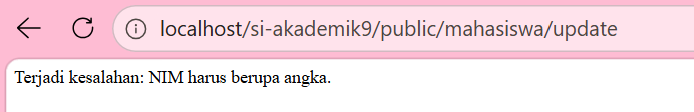 localhost/si-akademik9/public/mahasiswa/update
Terjadi kesalahan: NIM harus berupa angka.